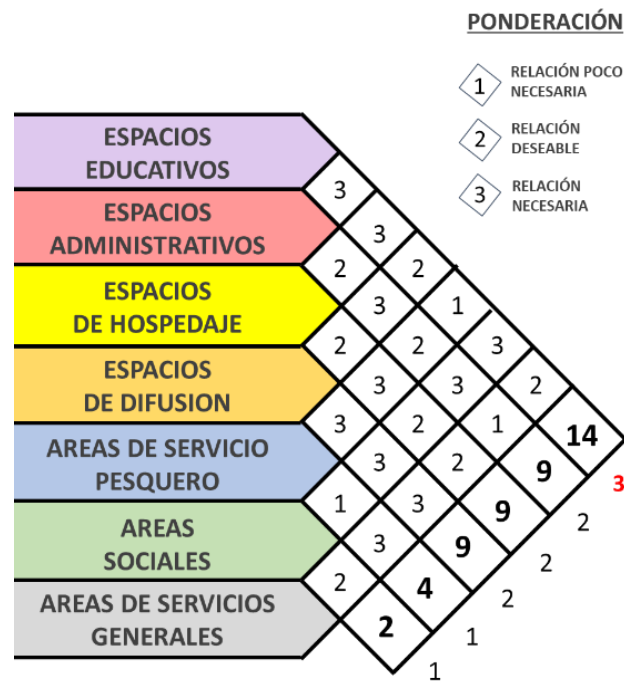 PONDERACIÓN
1 RELACIÓN POCO
NECESARIA
2 RELACIÓN
DESEABLE
3 RELACIÓN
NECESARIA
ESPACIOS
EDUCATIVOS
ESPACIOS
ADMINISTRATIVOS
ESPACIOS
DE HOSPEDAJE
ESPACIOS
DE DIFUSION
AREAS DE SERVICIO
PESQUERO
AREAS
SOCIALES
AREAS DE SERVICIOS
GENERALES
3
3
2 2
3 1
2 2 3
3 3 2
3 2 1 14
3 2 9 3
1 3 9 2
3 9 2
2 4 2
2 1
1